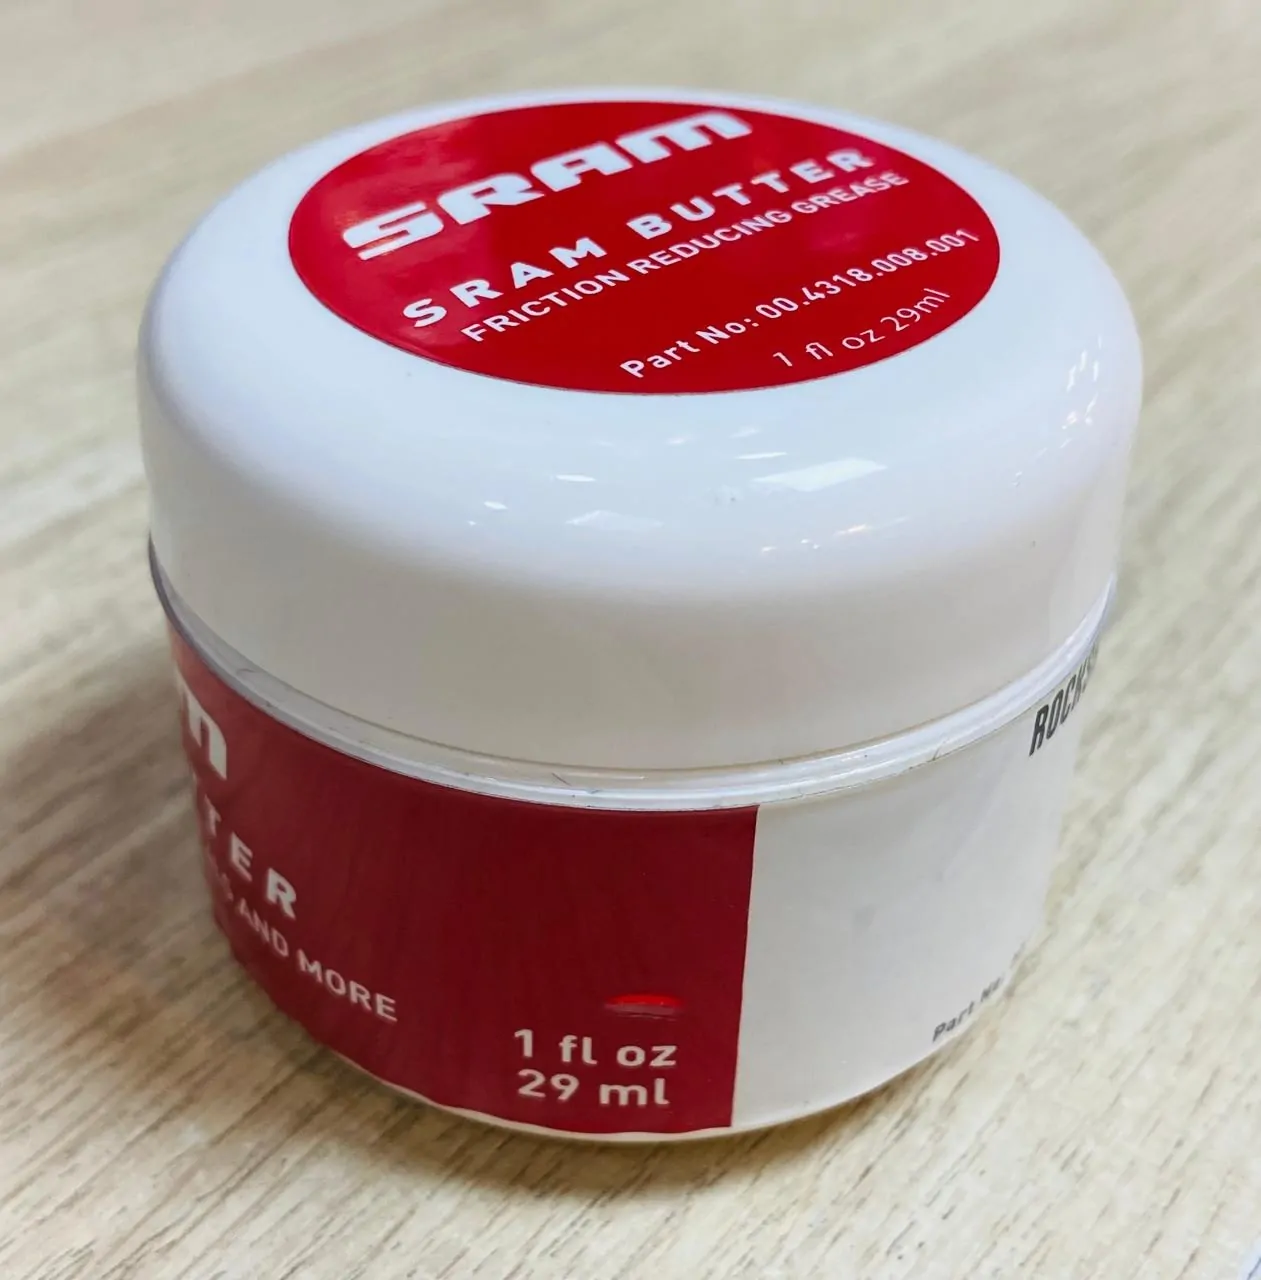 SRAM
SRAM BUTTER
FRICTION REDUCING GREASE
Part No: 00.4318.008.001
1 fl oz 29ml
AND MORE
1 fl oz
29 ml
Part No